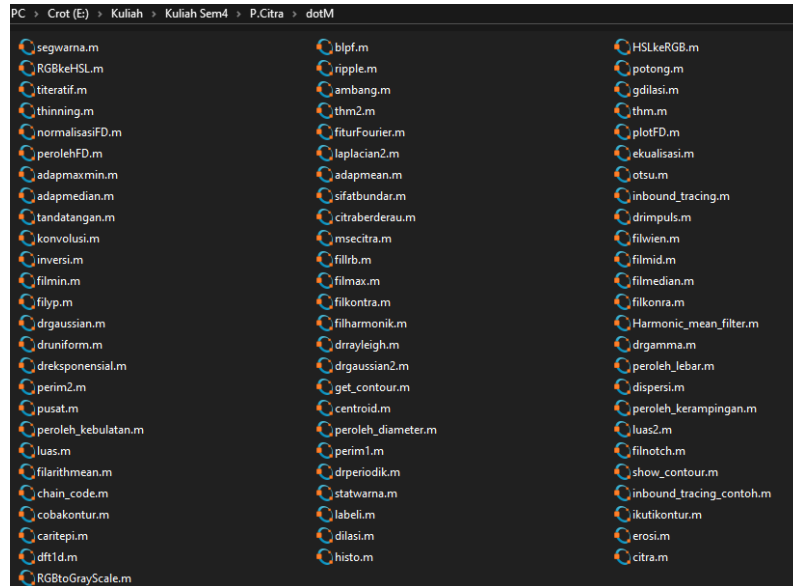 PC > Crot (E:) > Kuliah > Kuliah Sem4 > P.Citra > dotM
segwarna.m blpf.m HSLkeRGB.m
RGBkeHSL.m ripple.m potong.m
titeratif.m ambang.m gdilasi.m
thinning.m thm2.m thm.m
normalisasiFD.m fiturFourier.m plotFD.m
perolehFD.m laplacian2.m ekualisasi.m
adapmaxmin.m adapmean.m otsu.m
adapmedian.m sifatbundar.m inbound_tracing.m
tandatangan.m citraberderau.m drimpuls.m
konvolusi.m msecitra.m filwien.m
inversi.m fillrb.m filmid.m
filmin.m filmax.m filmedian.m
filyp.m filkontra.m filkonra.m
drgaussian.m filharmonik.m Harmonic_mean_filter.m
druniform.m drrayleigh.m drgamma.m
dreksponensial.m drgaussian2.m peroleh_lebar.m
perim2.m get_contour.m dispersi.m
pusat.m centroid.m peroleh_kerampingan.m
peroleh_kebulatan.m peroleh_diameter.m luas2.m
luas.m perim1.m filnotch.m
filarithmean.m drperiodik.m show_contour.m
chain_code.m statwarna.m inbound_tracing_contoh.m
cobakontur.m labeli.m ikutikontur.m
caritepi.m dilasi.m erosi.m
dft1d.m histo.m citra.m
RGBtoGrayScale.m